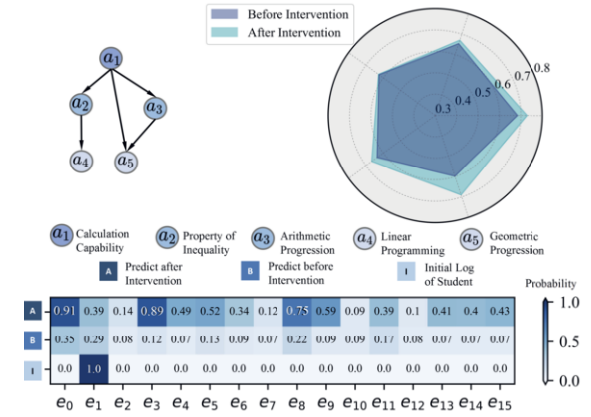 Before Intervention
After Intervention
a1
a2
a3
a4
a5
0.3 0.4 0.5 0.6 0.7 0.8
a1 Calculation Capability
a2 Property of Inequality
a3 Arithmetic Progression
a4 Linear Programming
a5 Geometric Progression
A Predict after Intervention
B Predict before Intervention
I Initial Log of Student
Probability
A 0.91 0.39 0.14 0.89 0.49 0.52 0.34 0.12 0.75 0.59 0.09 0.39 0.1 0.41 0.4 0.43
B 0.35 0.29 0.08 0.12 0.07 0.13 0.09 0.07 0.22 0.09 0.09 0.17 0.08 0.07 0.07 0.07
I 0.0 1.0 0.0 0.0 0.0 0.0 0.0 0.0 0.0 0.0 0.0 0.0 0.0 0.0 0.0 0.0
e0 e1 e2 e3 e4 e5 e6 e7 e8 e9 e10 e11 e12 e13 e14 e15
1.0
0.5
0.0